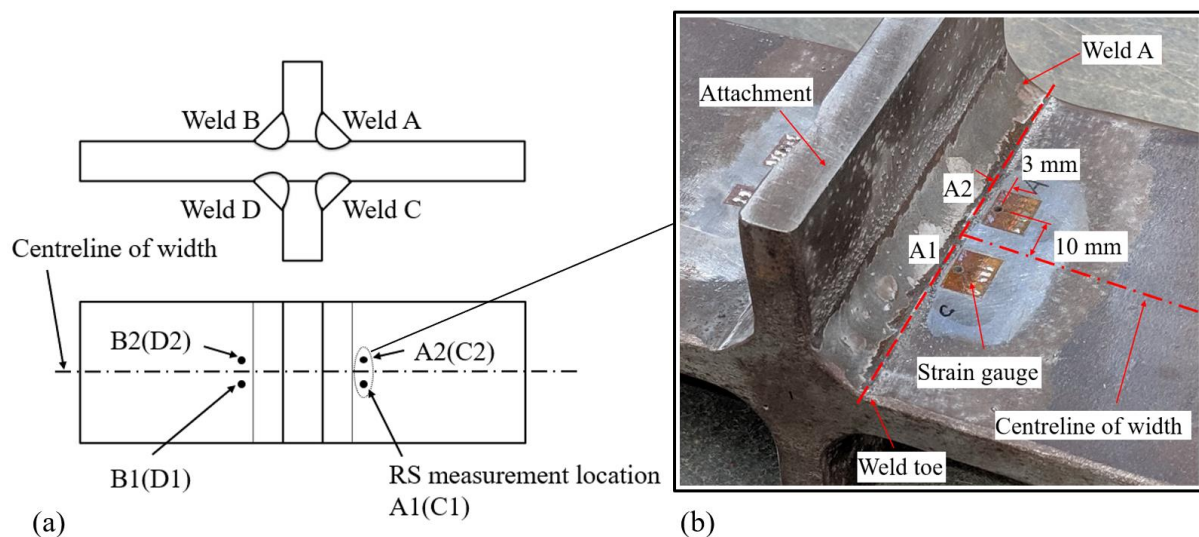 Weld B
Weld A
Weld D
Weld C
Centreline of width
B2(D2)
A2(C2)
B1(D1)
RS measurement location
A1(C1)
(a)
Weld A
Attachment
3 mm
A2
A1
10 mm
Strain gauge
Centreline of width
Weld toe
(b)